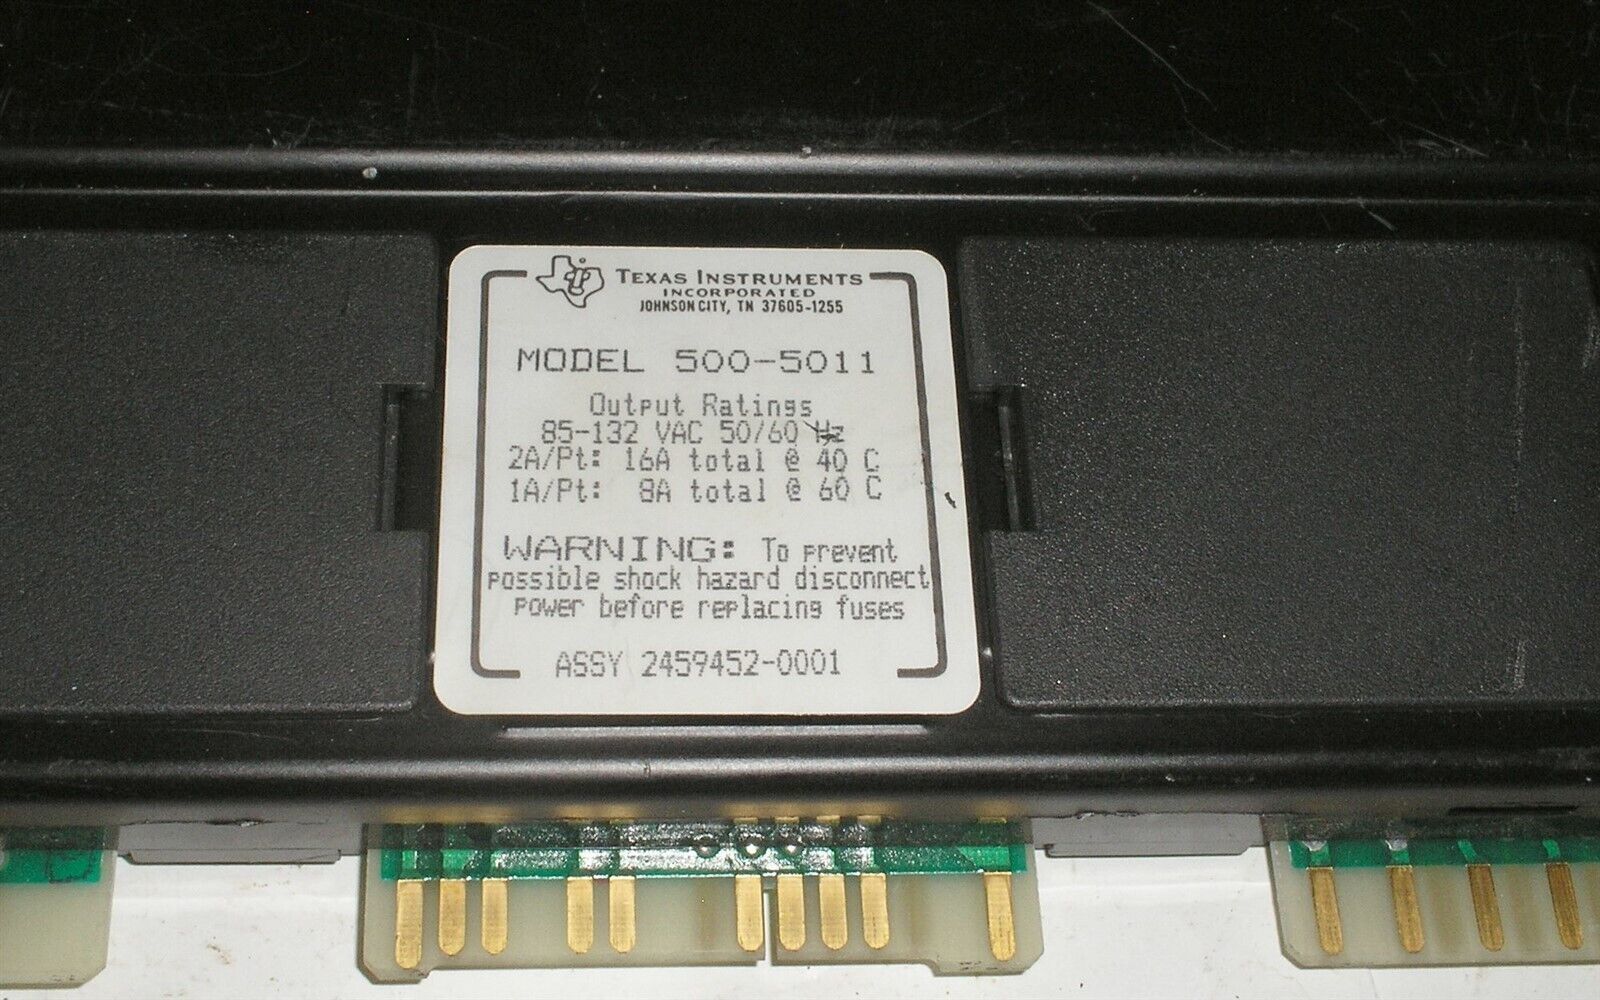 TEXAS INSTRUMENTS
INCORPORATED
JOHNSON CITY, TN 37605-1255
MODEL 500-5011
Output Ratings
85-132 VAC 50/60 Hz
2A/Pt: 16A total @ 40 C
1A/Pt: 8A total @ 60 C
WARNING: To prevent
possible shock hazard disconnect
power before replacing fuses
ASSY 2459452-0001